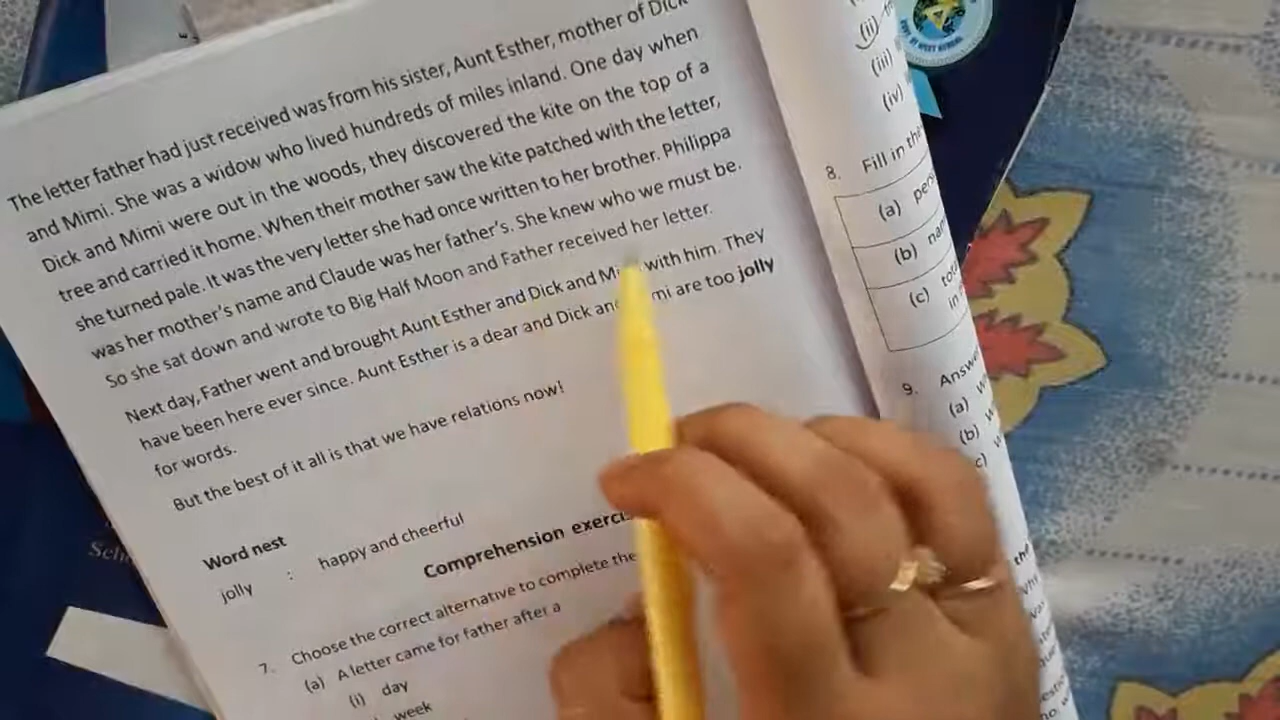 The letter father had just received was from his sister, Aunt Esther, mother of Dick
and Mimi. She was a widow who lived hundreds of miles inland. One day when
Dick and Mimi were out in the woods, they discovered the kite on the top of a
tree and carried it home. When their mother saw the kite patched with the letter,
she turned pale. It was the very letter she had once written to her brother. Philippa
was her mother's name and Claude was her father's. She knew who we must be.
So she sat down and wrote to Big Half Moon and Father received her letter.
Next day, Father went and brought Aunt Esther and Dick and with him. They
have been here ever since. Aunt Esther is a dear and Dick are too jolly
for words.
But the best of it all is that we have relations now!
Word nest
jolly : happy and cheerful
Comprehension
7. Choose the correct alternative to complete the
(a) A letter came for father after a
(i) day
week
(ii)
(iii)
(iv)
8. Fill in the
(a)
(b)
(c)
9.
(a)
(b)